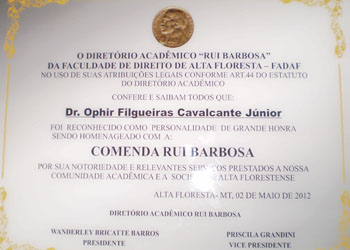 O DIRETÓRIO ACADÊMICO "RUI BARBOSA"
DA FACULDADE DE DIREITO DE ALTA FLORESTA – FADAF
NO USO DE SUAS ATRIBUIÇÕES LEGAIS CONFORME ART.44 DO ESTATUTO
DO DIRETÓRIO ACADÊMICO
CONFERE E SAIBAM TODOS QUE:
Dr. Ophir Filgueiras Cavalcante Júnior
FOI RECONHECIDO COMO PERSONALIDADE DE GRANDE HONRA
SENDO HOMENAGEADO COM A:
COMENDA RUI BARBOSA
POR SUA NOTORIEDADE E RELEVANTES SERVIÇOS PRESTADOS A NOSSA
COMUNIDADE ACADÊMICA E A SOCIE ALTA FLORESTENSE
ALTA FLORESTA- MT, 02 DE MAIO DE 2012
DIRETÓRIO ACADÊMICO RUI BARBOSA
WANDERLEY BRICATTE BARROS PRISCILA GRANDINI
PRESIDENTE VICE PRESIDENTE